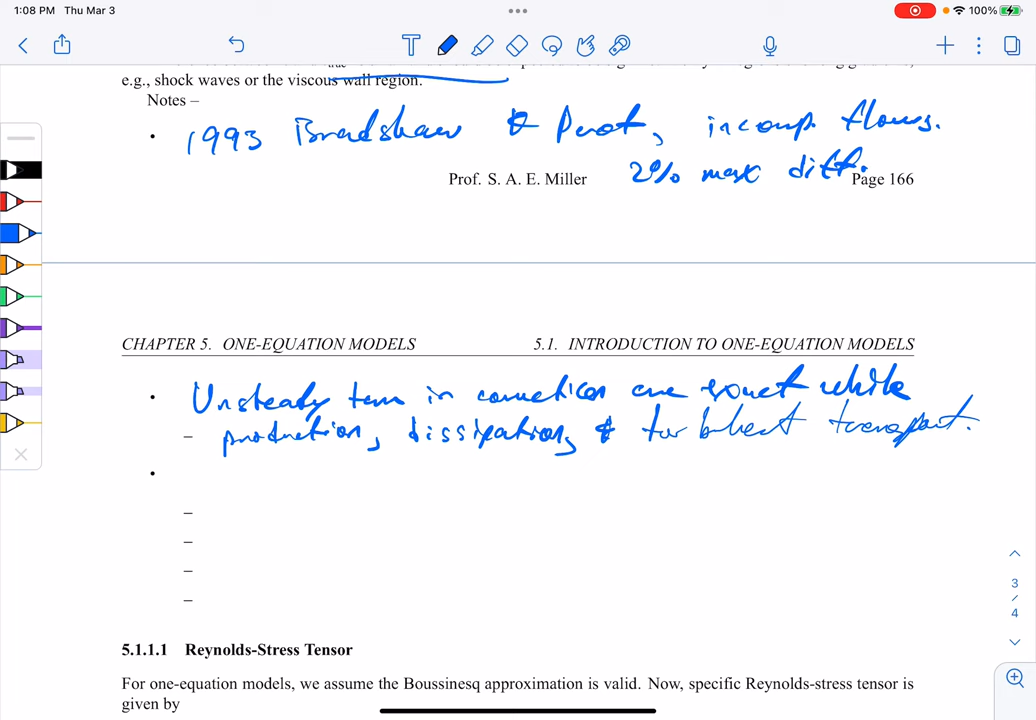 1:08 PM Thu Mar 3
100%
e.g., shock waves or the viscous wall region.
Notes –
• 1993 Bradshaw & Perot, incomp. flows.
2% max diff.
Prof. S. A. E. Miller Page 166
CHAPTER 5. ONE-EQUATION MODELS 5.1. INTRODUCTION TO ONE-EQUATION MODELS
• Unsteady term in convection are exact while
– production, dissipation, & turbulent transport.
•
–
–
–
–
3
/
4
5.1.1.1 Reynolds-Stress Tensor
For one-equation models, we assume the Boussinesq approximation is valid. Now, specific Reynolds-stress tensor is
given by